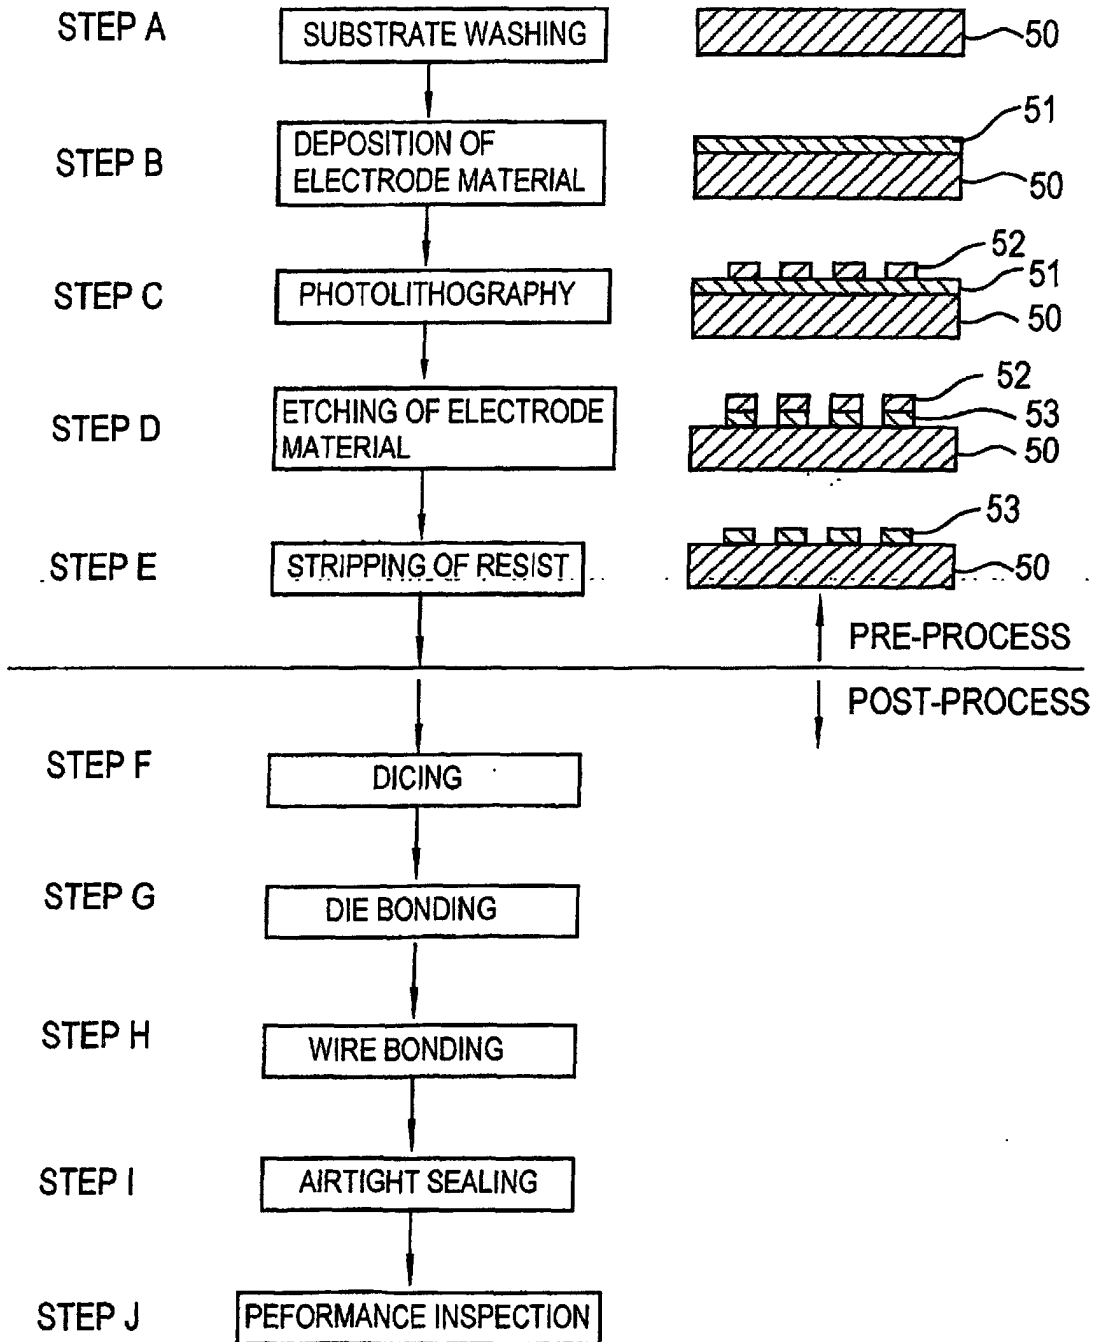 STEP A
SUBSTRATE WASHING
50
STEP B
DEPOSITION OF
ELECTRODE MATERIAL
51
50
STEP C
PHOTOLITHOGRAPHY
52
51
50
STEP D
ETCHING OF ELECTRODE
MATERIAL
52
53
50
STEP E
STRIPPING OF RESIST
53
50
PRE-PROCESS
POST-PROCESS
STEP F
DICING
STEP G
DIE BONDING
STEP H
WIRE BONDING
STEP I
AIRTIGHT SEALING
STEP J
PEFORMANCE INSPECTION